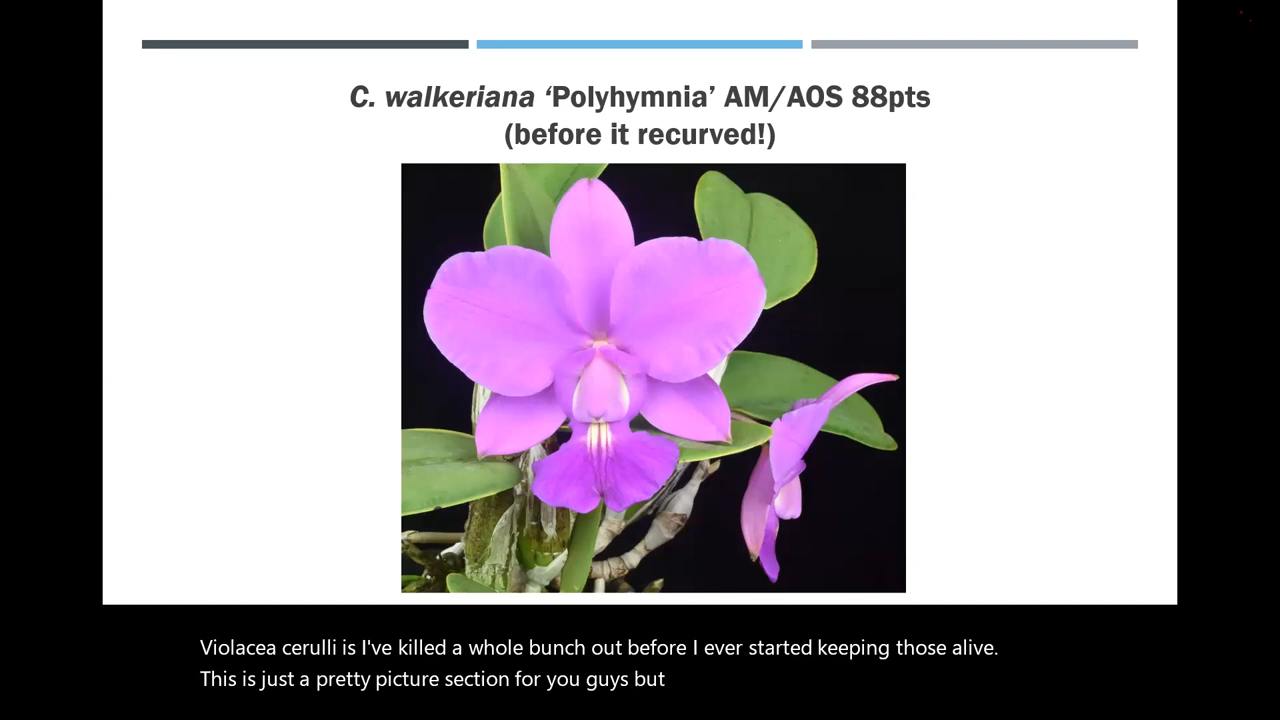 C. walkeriana ‘Polyhymnia’ AM/AOS 88pts
(before it recurved!)
Violacea cerulli is I've killed a whole bunch out before I ever started keeping those alive.
This is just a pretty picture section for you guys but